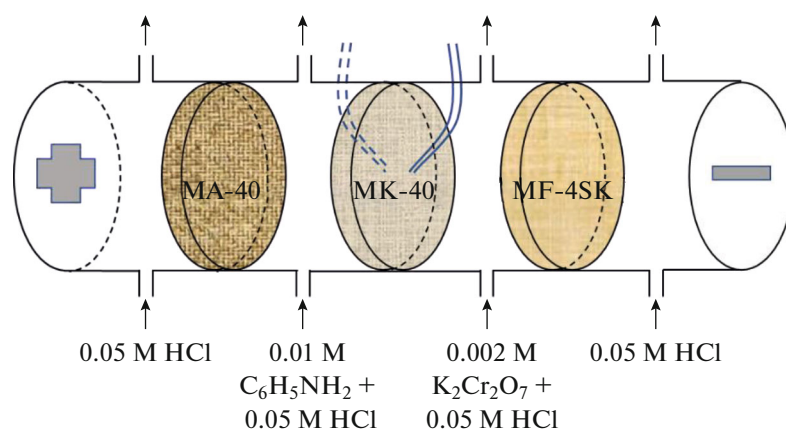 MA-40 MK-40 MF-4SK
0.05 M HCl 0.01 M 0.002 M 0.05 M HCl
C₆H₅NH₂ + K₂Cr₂O₇ +
0.05 M HCl 0.05 M HCl